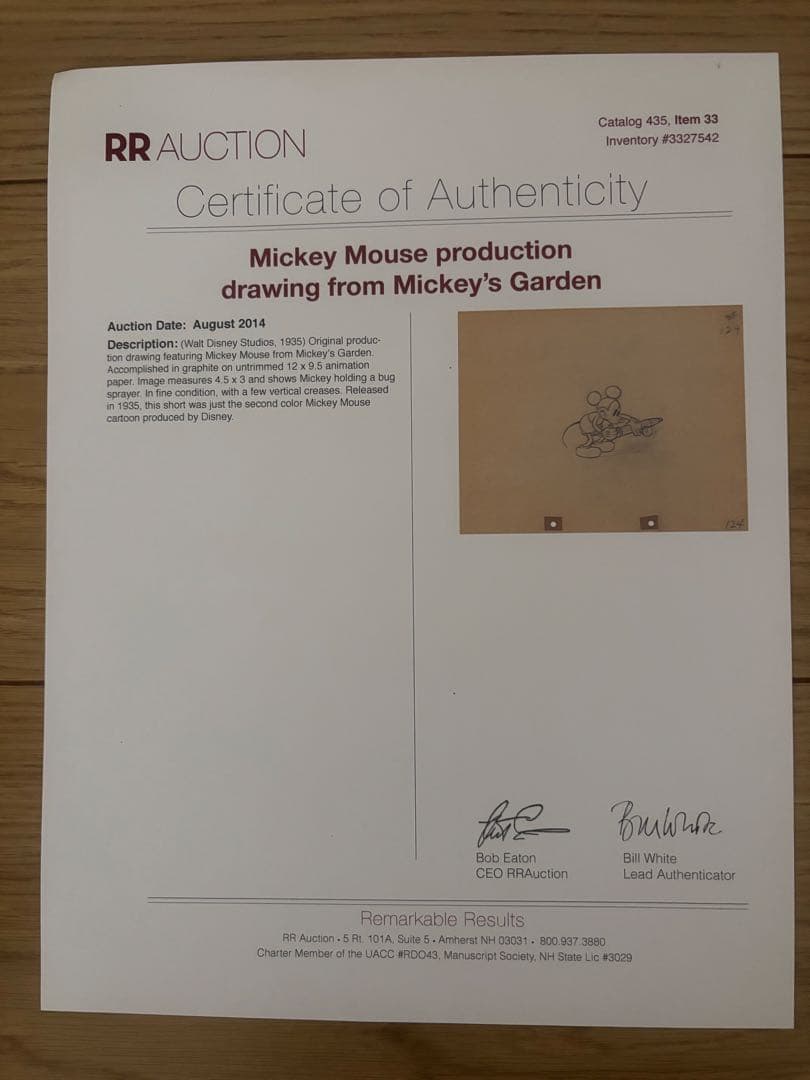 RR AUCTION
Catalog 435, Item 33
Inventory #3327542
Certificate of Authenticity
Mickey Mouse production
drawing from Mickey's Garden
Auction Date: August 2014
Description: (Walt Disney Studios, 1935) Original produc-
tion drawing featuring Mickey Mouse from Mickey's Garden.
Accomplished in graphite on untrimmed 12 x 9.5 animation
paper. Image measures 4.5 x 3 and shows Mickey holding a bug
sprayer. In fine condition, with a few vertical creases. Released
in 1935, this short was just the second color Mickey Mouse
cartoon produced by Disney.
124
Bob Eaton
CEO RRAuction
Bill White
Lead Authenticator
Remarkable Results
RR Auction • 5 Rt. 101A, Suite 5 • Amherst NH 03031 • 800.937.3880
Charter Member of the UACC #RDO43, Manuscript Society, NH State Lic #3029